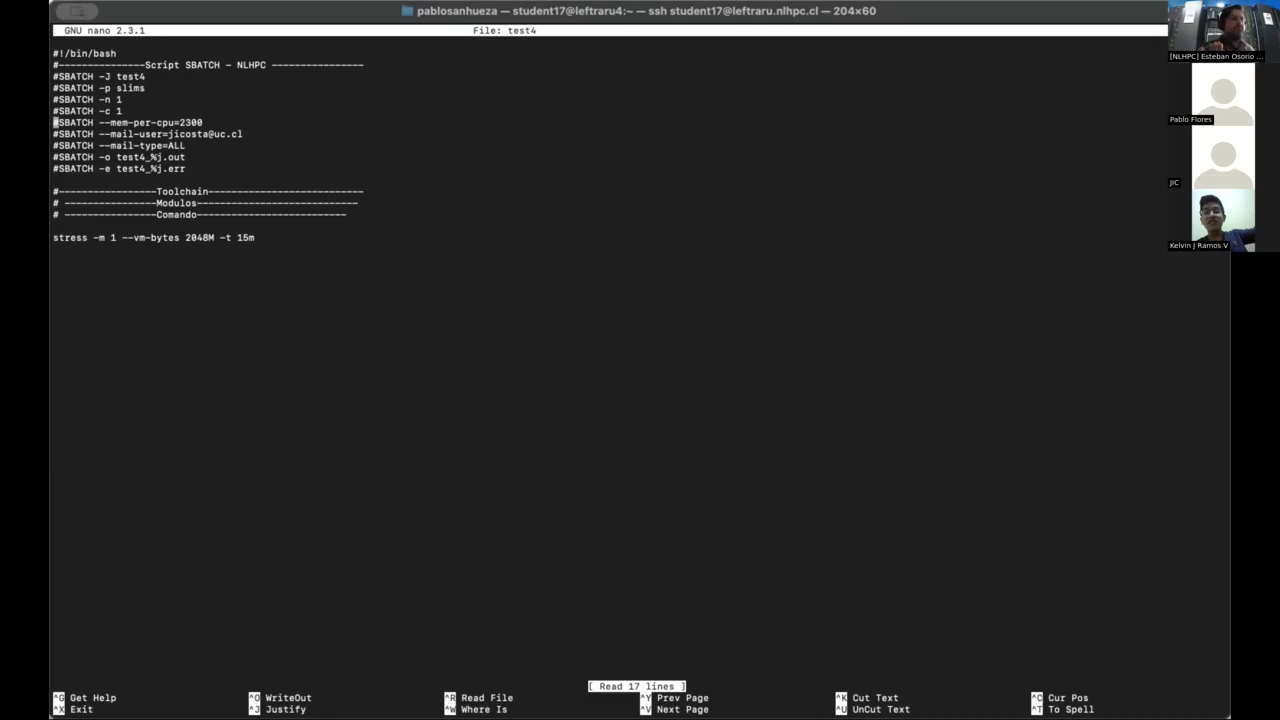 pablosanhueza — student17@leftraru4:~ — ssh student17@leftraru.nlhpc.cl — 204×60
GNU nano 2.3.1 File: test4
#!/bin/bash
#---------------Script SBATCH - NLHPC ----------------
#SBATCH -J test4
#SBATCH -p slims
#SBATCH -n 1
#SBATCH -c 1
#SBATCH --mem-per-cpu=2300
#SBATCH --mail-user=jicosta@uc.cl
#SBATCH --mail-type=ALL
#SBATCH -o test4_%j.out
#SBATCH -e test4_%j.err
#-----------------Toolchain---------------------------
# ----------------Modulos----------------------------
# ----------------Comando--------------------------
stress -m 1 --vm-bytes 2048M -t 15m
[ Read 17 lines ]
^G Get Help ^O WriteOut ^R Read File ^Y Prev Page ^K Cut Text ^C Cur Pos
^X Exit ^J Justify ^W Where Is ^V Next Page ^U UnCut Text ^T To Spell
[NLHPC] Esteban Osorio ...
Pablo Flores
JIC
Kelvin J Ramos V